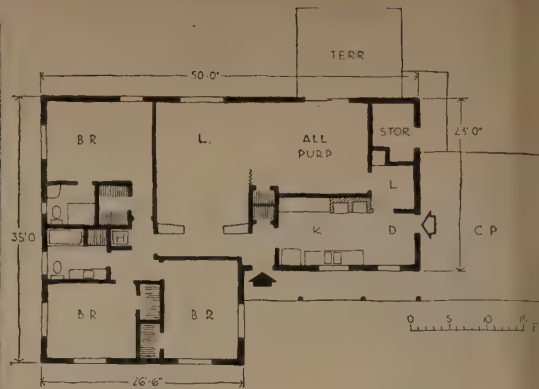 TERR
50-0"
BR
L.
ALL
PURP
STOR
23'0"
L
35'0
K
D
CP
BR
BR
0 5 10 15 F
26'-6"